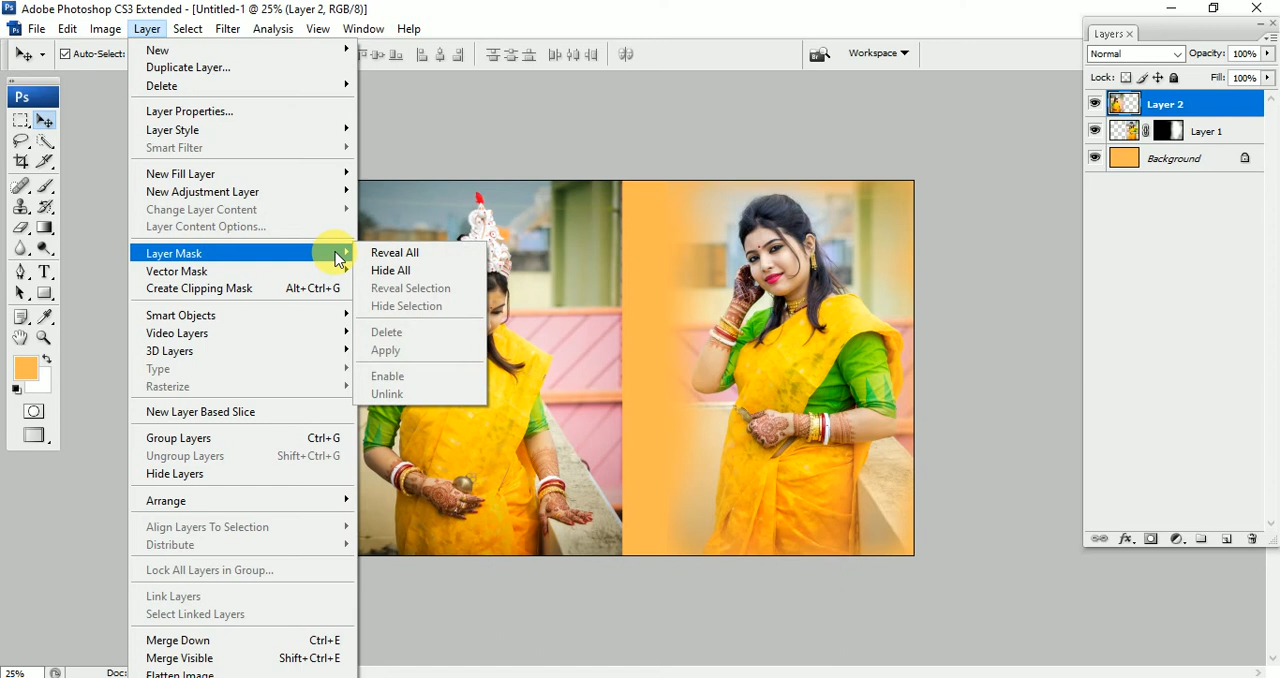 Adobe Photoshop CS3 Extended - [Untitled-1 @ 25% (Layer 2, RGB/8)]
File Edit Image Layer Select Filter Analysis View Window Help
Auto-Select:
Workspace
Ps
New
Duplicate Layer...
Delete
Layer Properties...
Layer Style
Smart Filter
New Fill Layer
New Adjustment Layer
Change Layer Content
Layer Content Options...
Layer Mask
Vector Mask
Create Clipping Mask Alt+Ctrl+G
Smart Objects
Video Layers
3D Layers
Type
Rasterize
New Layer Based Slice
Group Layers Ctrl+G
Ungroup Layers Shift+Ctrl+G
Hide Layers
Arrange
Align Layers To Selection
Distribute
Lock All Layers in Group...
Link Layers
Select Linked Layers
Merge Down Ctrl+E
Merge Visible Shift+Ctrl+E
Flatten Image
Reveal All
Hide All
Reveal Selection
Hide Selection
Delete
Apply
Enable
Unlink
Layers
Normal Opacity: 100%
Lock: Fill: 100%
Layer 2
Layer 1
Background
25% Doc: